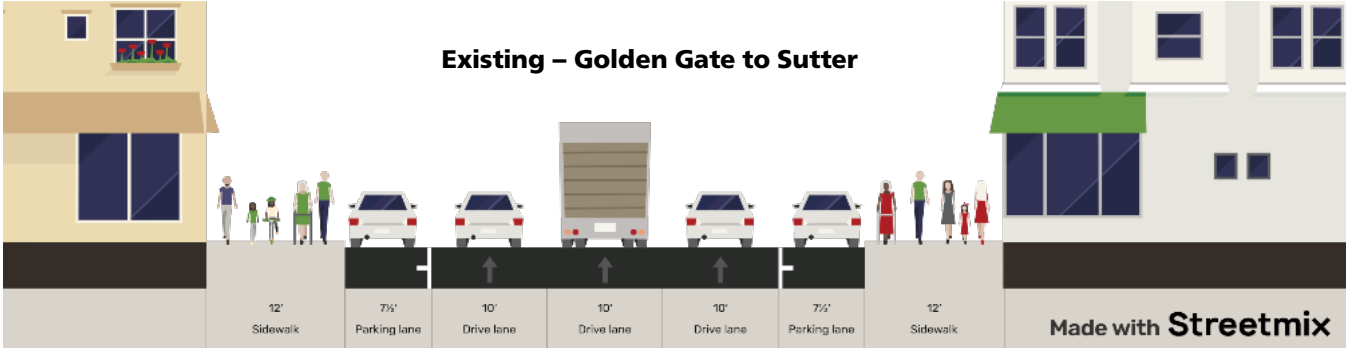 Existing – Golden Gate to Sutter
12' 7½' 10' 10' 10' 7½' 12'
Sidewalk Parking lane Drive lane Drive lane Drive lane Parking lane Sidewalk
Made with Streetmix